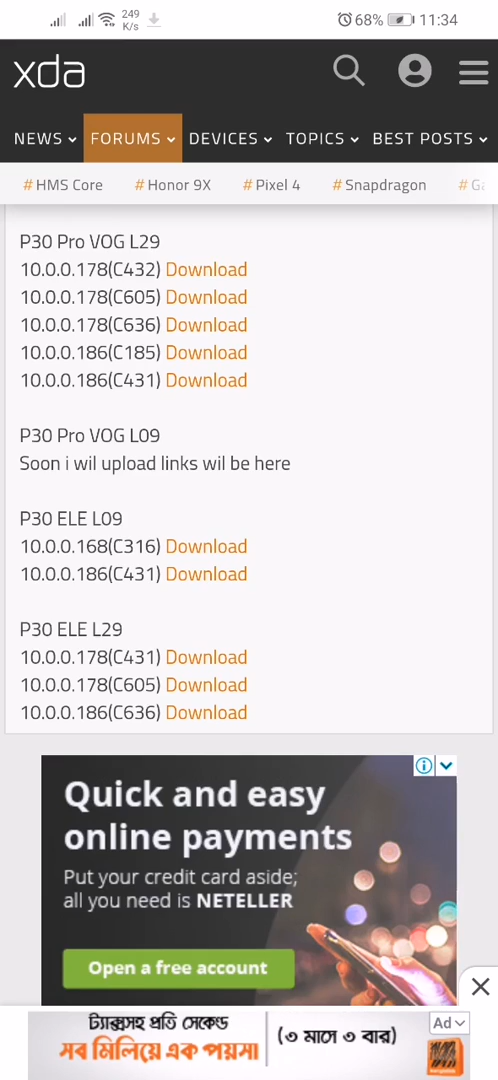 249
K/s
68%
11:34
xda
NEWS
FORUMS
DEVICES
TOPICS
BEST POSTS
#HMS Core
#Honor 9X
#Pixel 4
#Snapdragon
#Ga
P30 Pro VOG L29
10.0.0.178(C432) Download
10.0.0.178(C605) Download
10.0.0.178(C636) Download
10.0.0.186(C185) Download
10.0.0.186(C431) Download
P30 Pro VOG L09
Soon i wil upload links wil be here
P30 ELE L09
10.0.0.168(C316) Download
10.0.0.186(C431) Download
P30 ELE L29
10.0.0.178(C431) Download
10.0.0.178(C605) Download
10.0.0.186(C636) Download
Quick and easy
online payments
Put your credit card aside;
all you need is NETELLER
Open a free account
ট্যাক্সসহ প্রতি সেকেন্ড
সব মিলিয়ে এক পয়সা
(৩ মাসে ৩ বার)
Ad